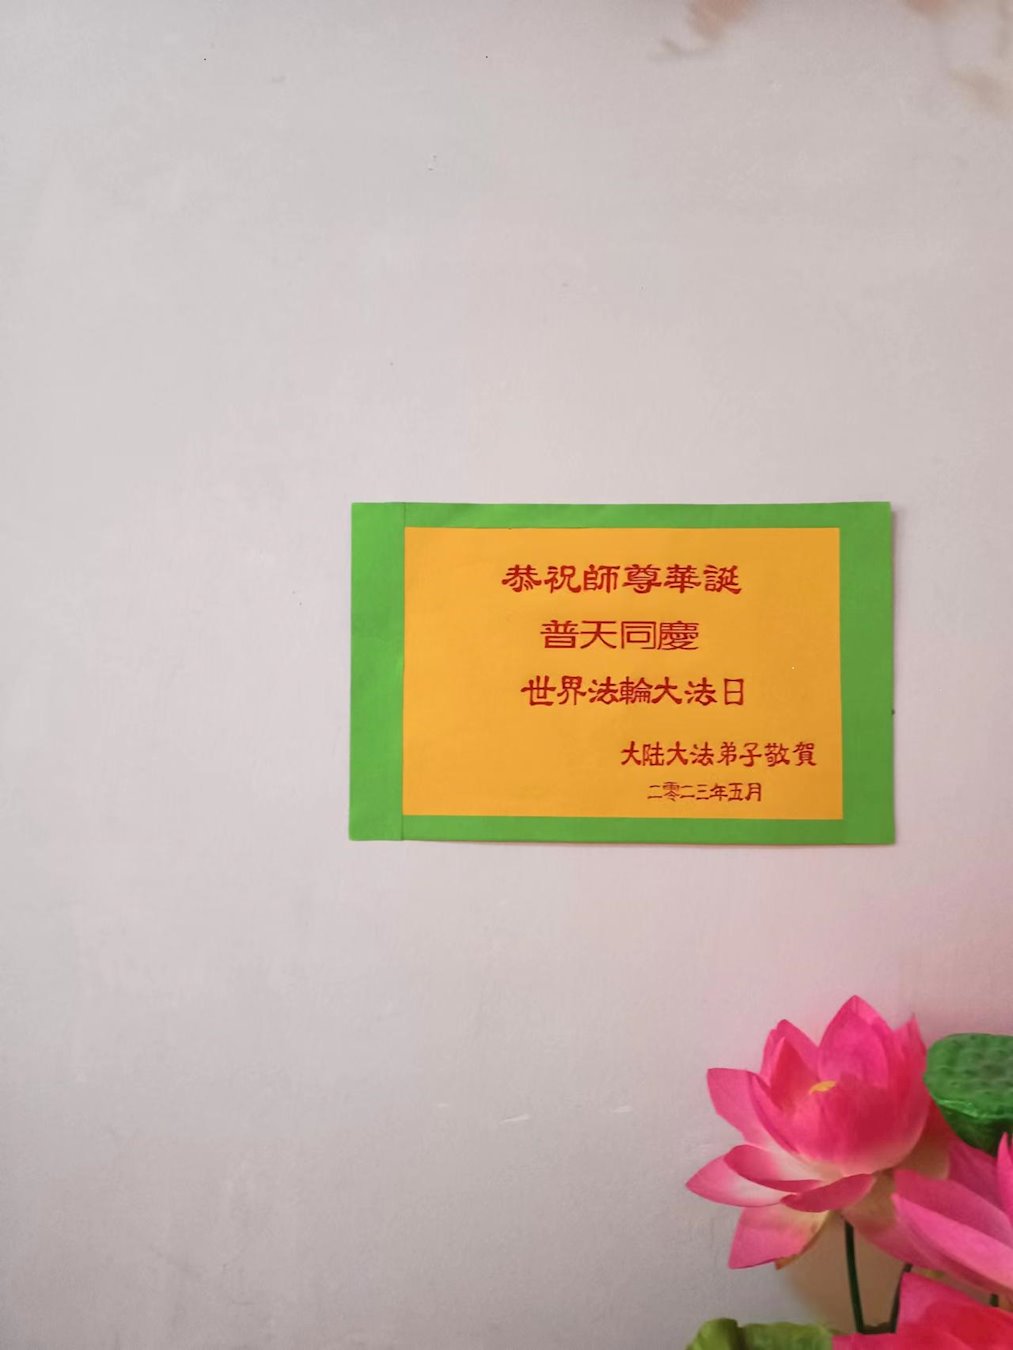 恭祝師尊華誕
普天同慶
世界法輪大法日
大陆大法弟子敬賀
二零二三年五月